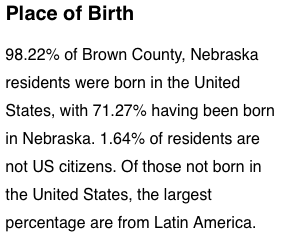 Place of Birth
98.22% of Brown County, Nebraska
residents were born in the United
States, with 71.27% having been born
in Nebraska. 1.64% of residents are
not US citizens. Of those not born in
the United States, the largest
percentage are from Latin America.